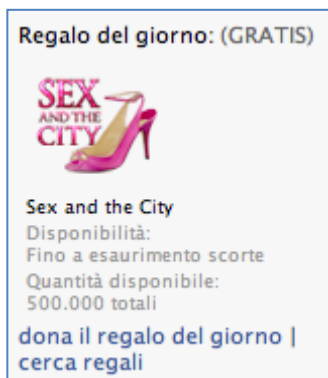 Regalo del giorno: (GRATIS)
SEX
AND THE
CITY
Sex and the City
Disponibilità:
Fino a esaurimento scorte
Quantità disponibile:
500.000 totali
dona il regalo del giorno |
cerca regali